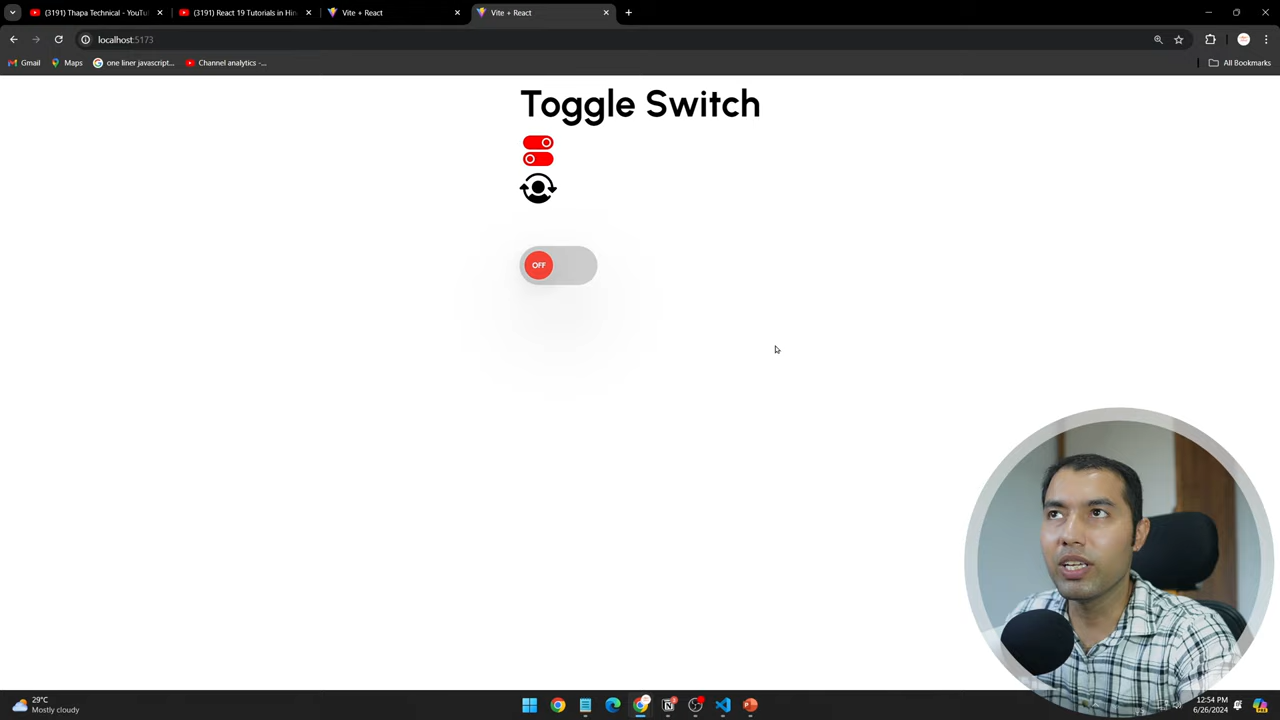 (3191) Thapa Technical - YouTu
(3191) React 19 Tutorials in Hin
Vite + React
Vite + React
localhost:5173
Gmail
Maps
one liner javascript...
Channel analytics -...
All Bookmarks
Toggle Switch
OFF
29°C
Mostly cloudy
12:54 PM
6/26/2024